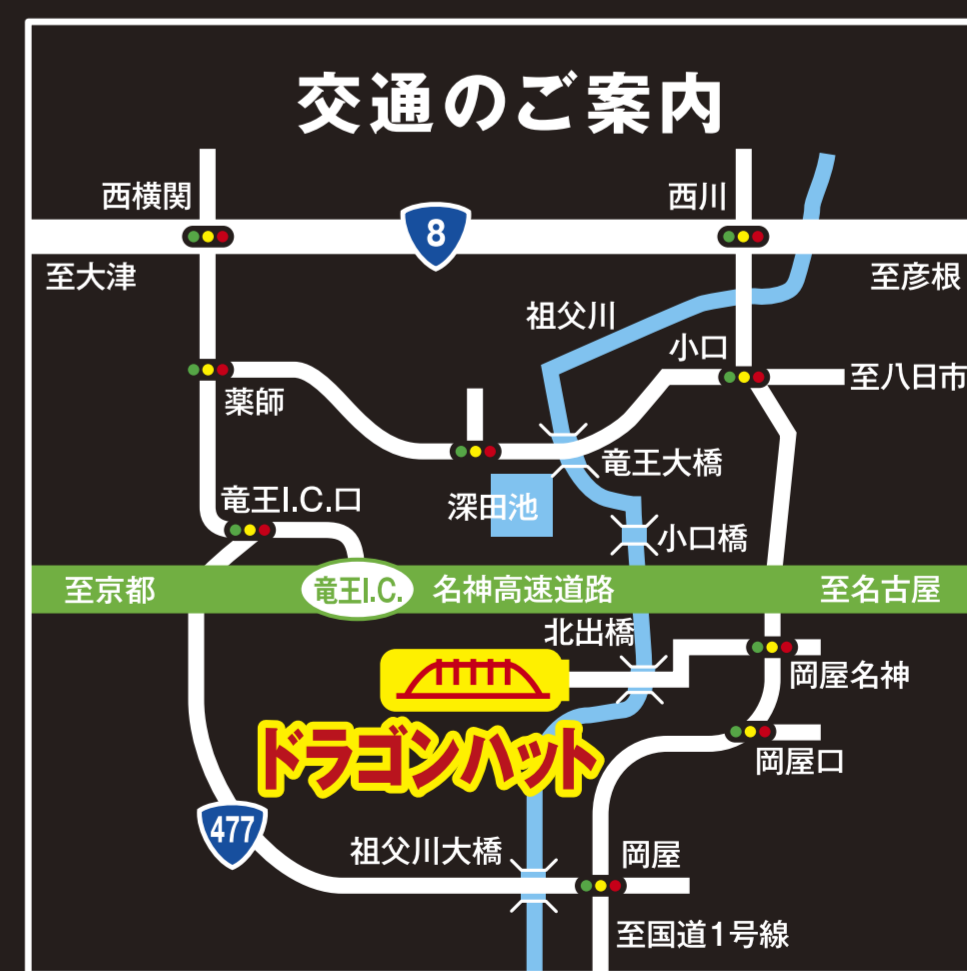 交通のご案内
西横関
西川
8
至大津
至彦根
祖父川
小口
至八日市
薬師
竜王大橋
竜王I.C.口
深田池
小口橋
至京都
竜王I.C.
名神高速道路
至名古屋
北出橋
岡屋名神
ドラゴンハット
岡屋口
477
祖父川大橋
岡屋
至国道1号線